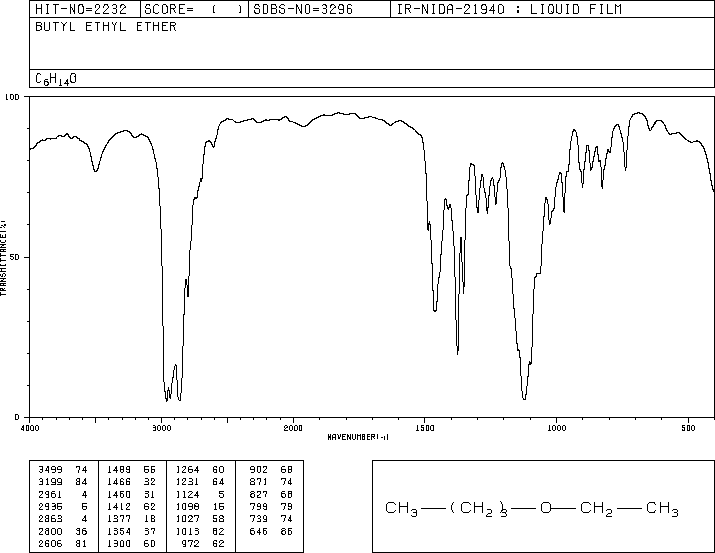 HIT-NO=2232 SCORE= ( ) SDBS-NO=3296 IR-NIDA-21940 : LIQUID FILM
BUTYL ETHYL ETHER
C6H14O
100
50
0
TRANSMITTANCE(%)
4000 3000 2000 1500 1000 500
WAVENUMBER(-1)
3499 74 1489 56 1264 60 902 68
3199 84 1466 32 1231 64 871 74
2961 4 1460 31 1124 5 827 68
2935 5 1412 62 1098 15 799 79
2863 4 1377 18 1027 58 739 74
2800 36 1354 37 1013 62 646 86
2606 81 1300 60 972 62
CH3 — (CH2)3 — O — CH2 — CH3